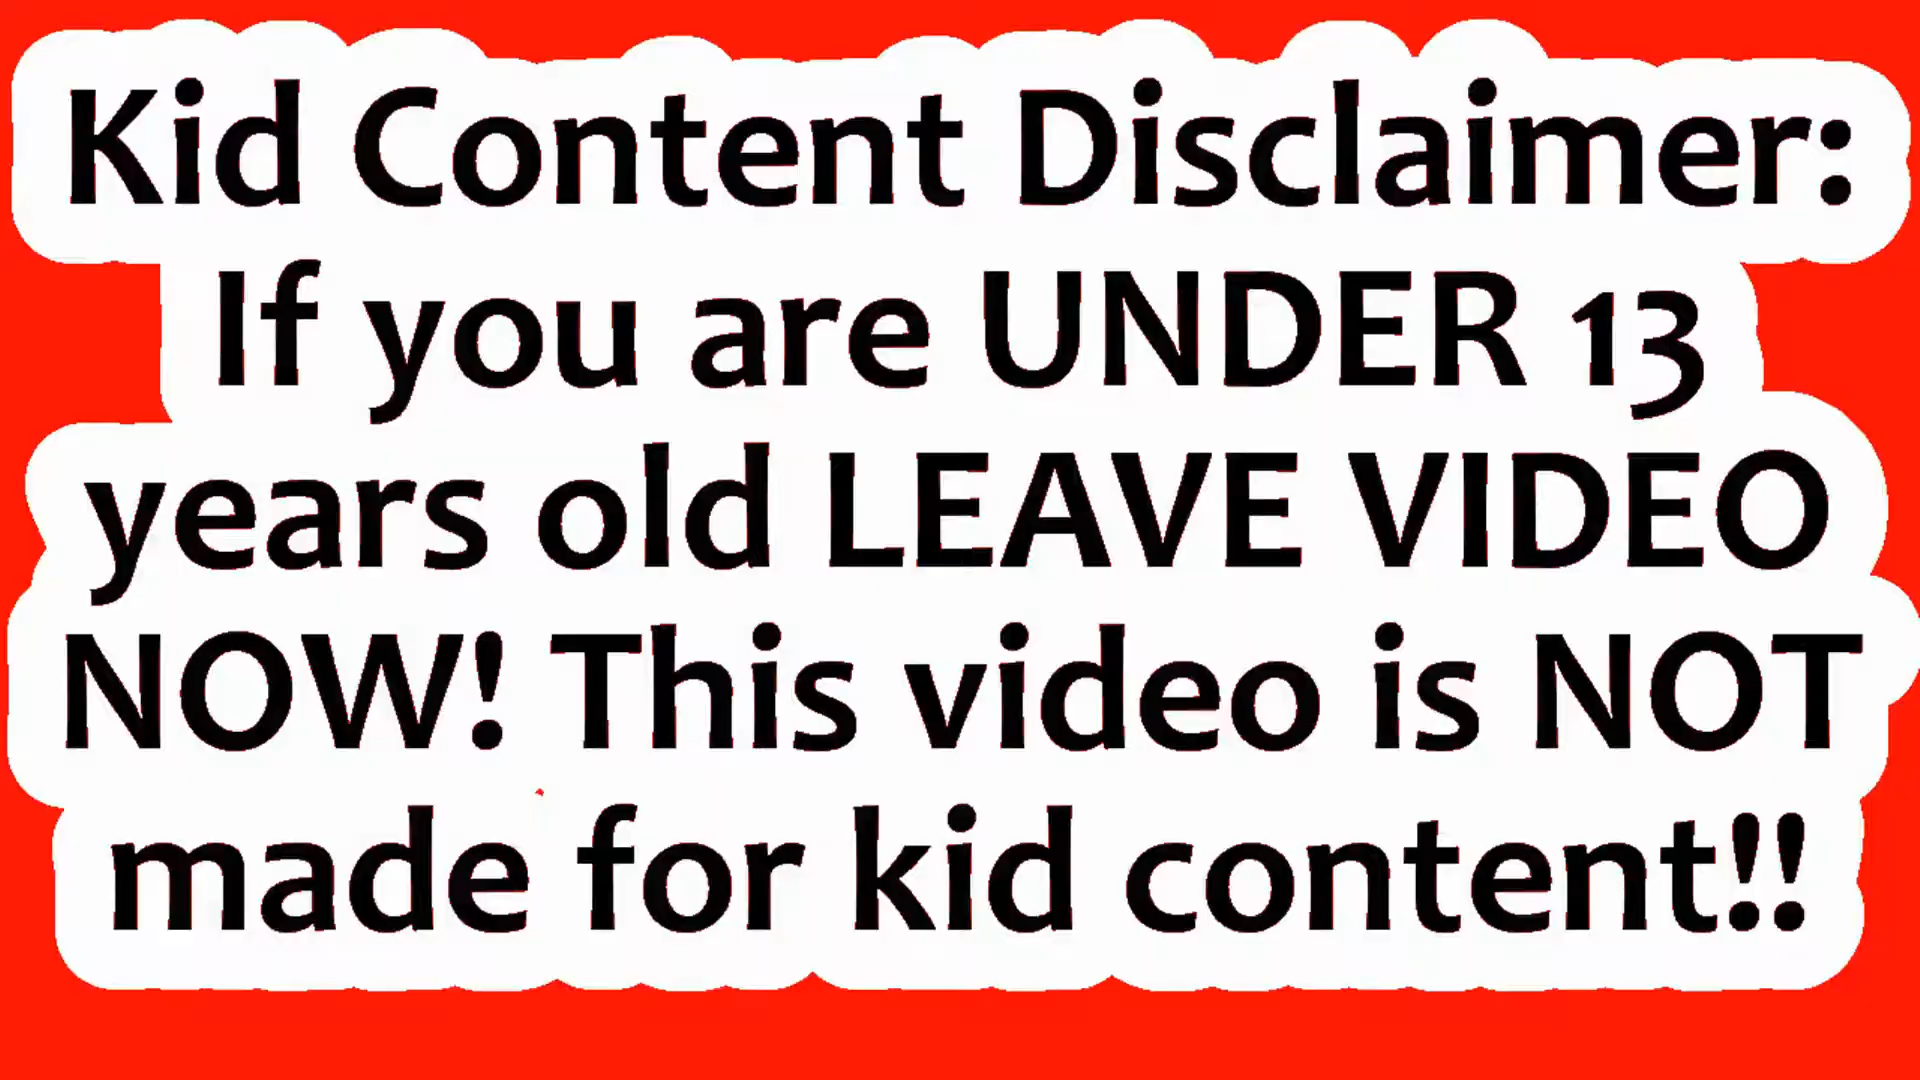 Kid Content Disclaimer:
If you are UNDER 13
years old LEAVE VIDEO
NOW! This video is NOT
made for kid content!!